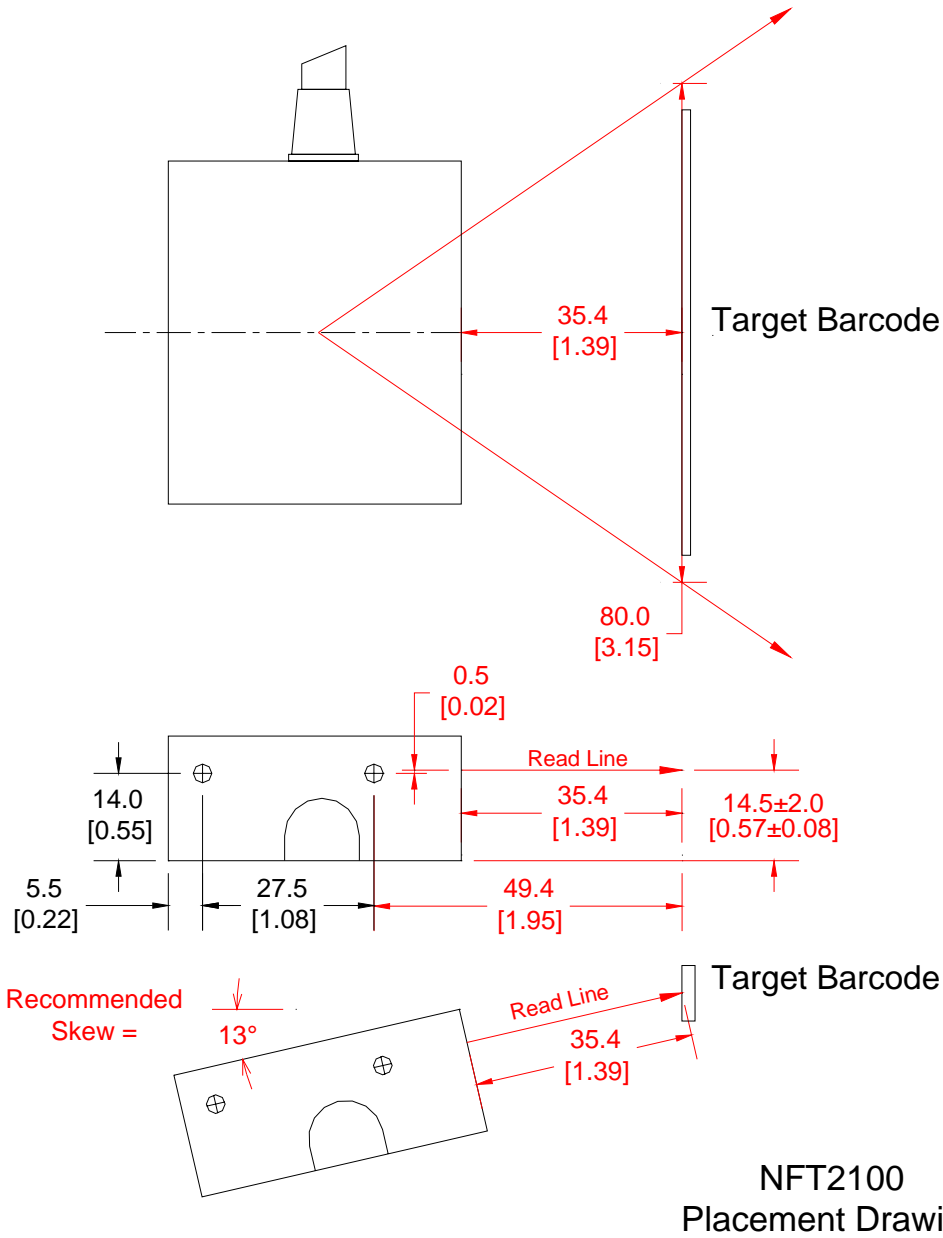 35.4
[1.39]
Target Barcode
80.0
[3.15]
0.5
[0.02]
Read Line
14.0
[0.55]
35.4
[1.39]
14.5±2.0
[0.57±0.08]
5.5
[0.22]
27.5
[1.08]
49.4
[1.95]
Target Barcode
Recommended
Skew =
13°
Read Line
35.4
[1.39]
NFT2100
Placement Drawi